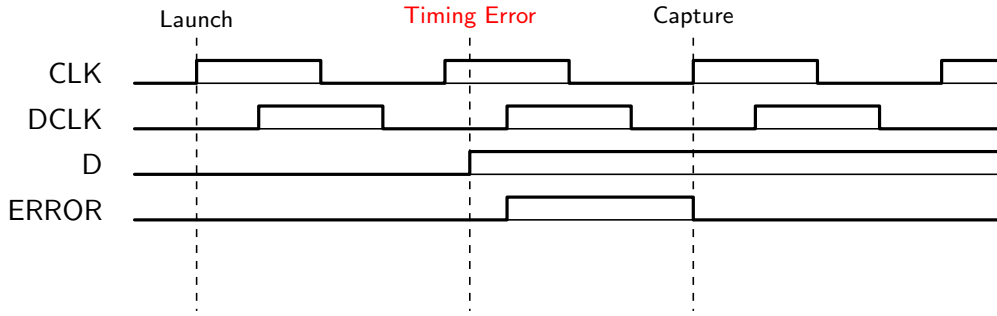 Launch
Timing Error
Capture
CLK
DCLK
D
ERROR